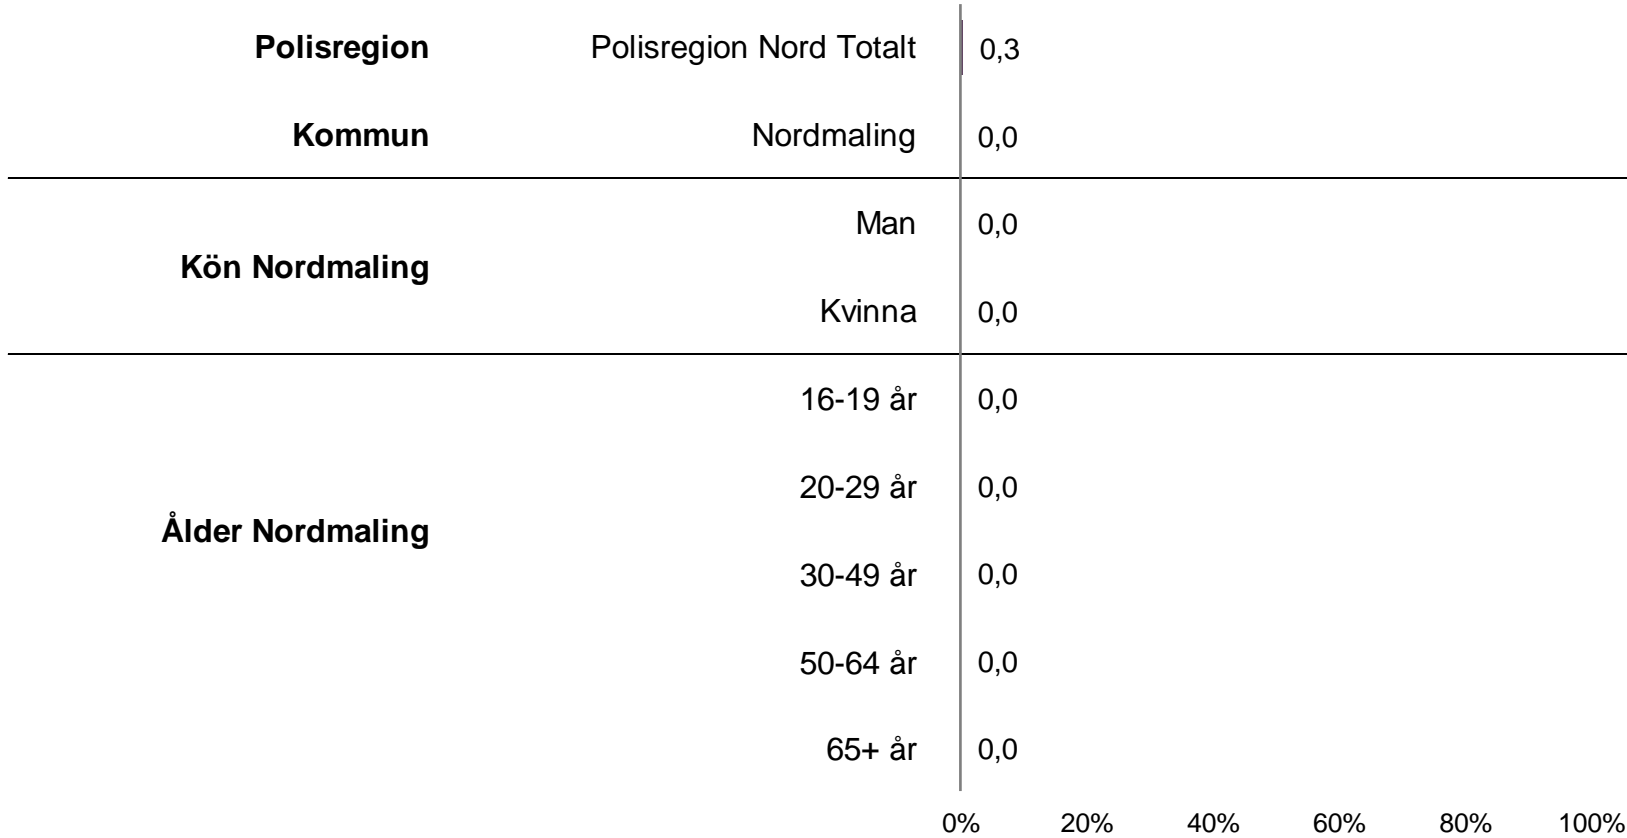 Polisregion Polisregion Nord Totalt 0,3
Kommun Nordmaling 0,0
Man 0,0
Kön Nordmaling
Kvinna 0,0
16-19 år 0,0
20-29 år 0,0
Ålder Nordmaling
30-49 år 0,0
50-64 år 0,0
65+ år 0,0
0% 20% 40% 60% 80% 100%